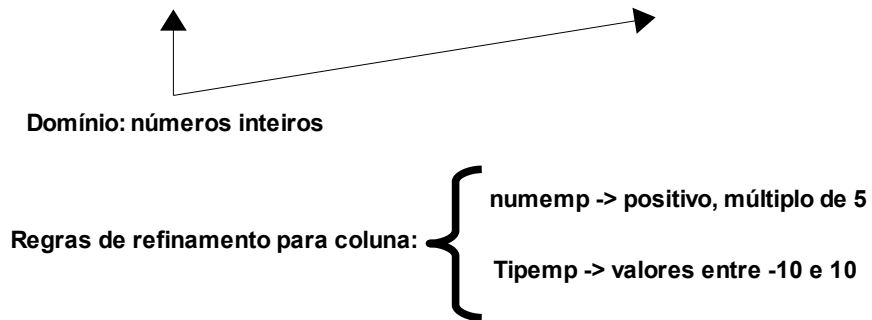 Domínio: números inteiros
numemp -> positivo, múltiplo de 5
Regras de refinamento para coluna:
Tipemp -> valores entre -10 e 10